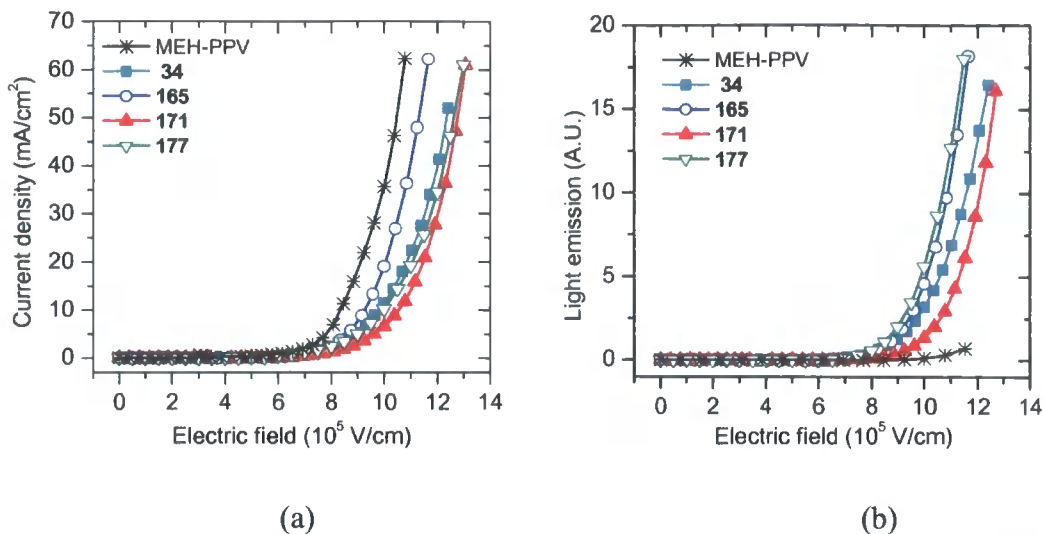 70
60
50
40
30
20
10
0
Current density (mA/cm²)
MEH-PPV
34
165
171
177
0 2 4 6 8 10 12 14
Electric field (10⁵ V/cm)
(a)
20
15
10
5
0
Light emission (A.U.)
MEH-PPV
34
165
171
177
0 2 4 6 8 10 12 14
Electric field (10⁵ V/cm)
(b)